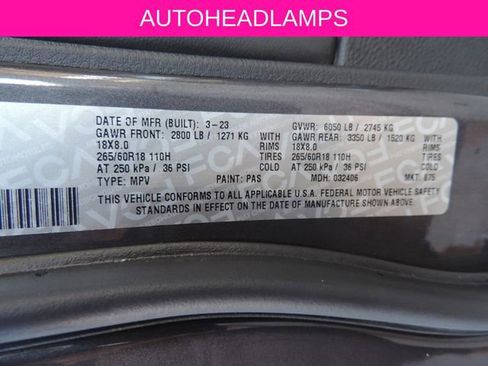 AUTOHEADLAMPS
DATE OF MFR (BUILT): 3-23 GVWR: 6050 LB / 2745 KG
GAWR FRONT: 2800 LB / 1271 KG WITH GAWR REAR: 3350 LB / 1520 KG WITH
18X8.0 RIMS 18X8.0 RIMS
265/60R18 110H TIRES 265/60R18 110H TIRES
AT 250 kPa / 36 PSI COLD AT 250 kPa / 36 PSI COLD
TYPE: MPV PAINT: PAS MDH: 032406 MKT:
THIS VEHICLE CONFORMS TO ALL APPLICABLE U.S.A. FEDERAL MOTOR VEHICLE SAFETY
STANDARDS IN EFFECT ON THE DATE OF MANUFACTURE SHOWN ABOVE.